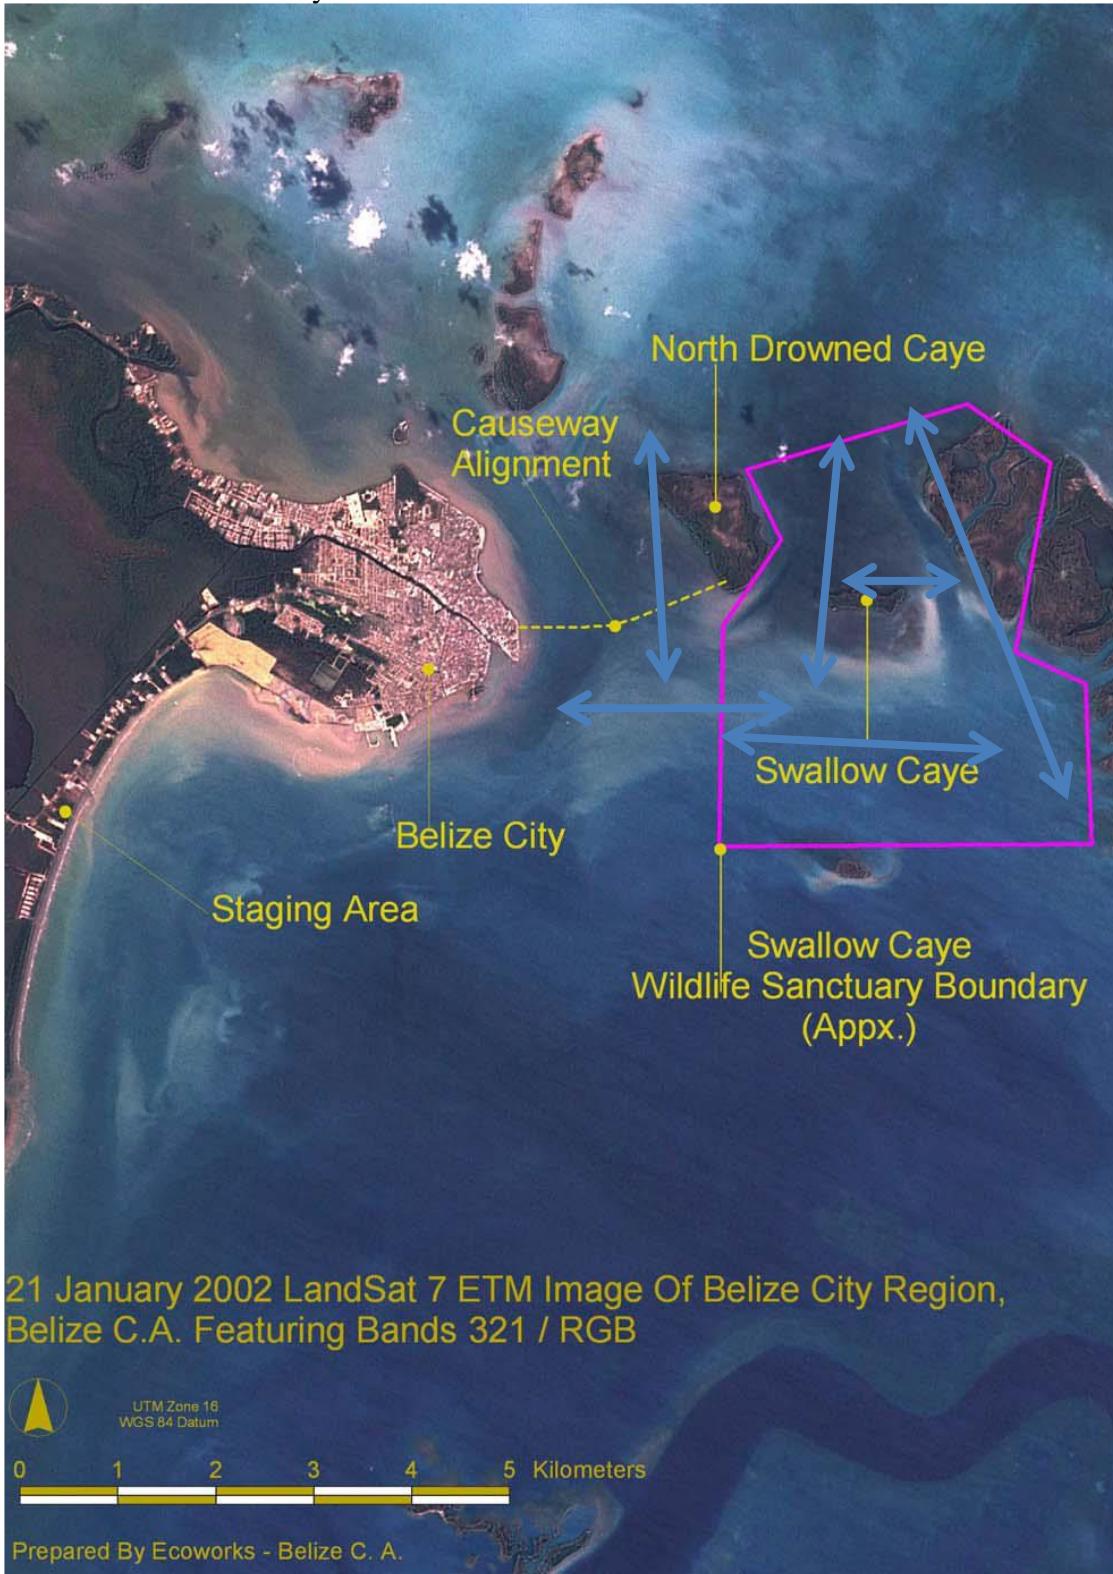 North Drowned Caye
Causeway
Alignment
Swallow Caye
Belize City
Staging Area
Swallow Caye
Wildlife Sanctuary Boundary
(Appx.)
21 January 2002 LandSat 7 ETM Image Of Belize City Region,
Belize C.A. Featuring Bands 321 / RGB
UTM Zone 16
WGS 84 Datum
0 1 2 3 4 5 Kilometers
Prepared By Ecoworks - Belize C. A.